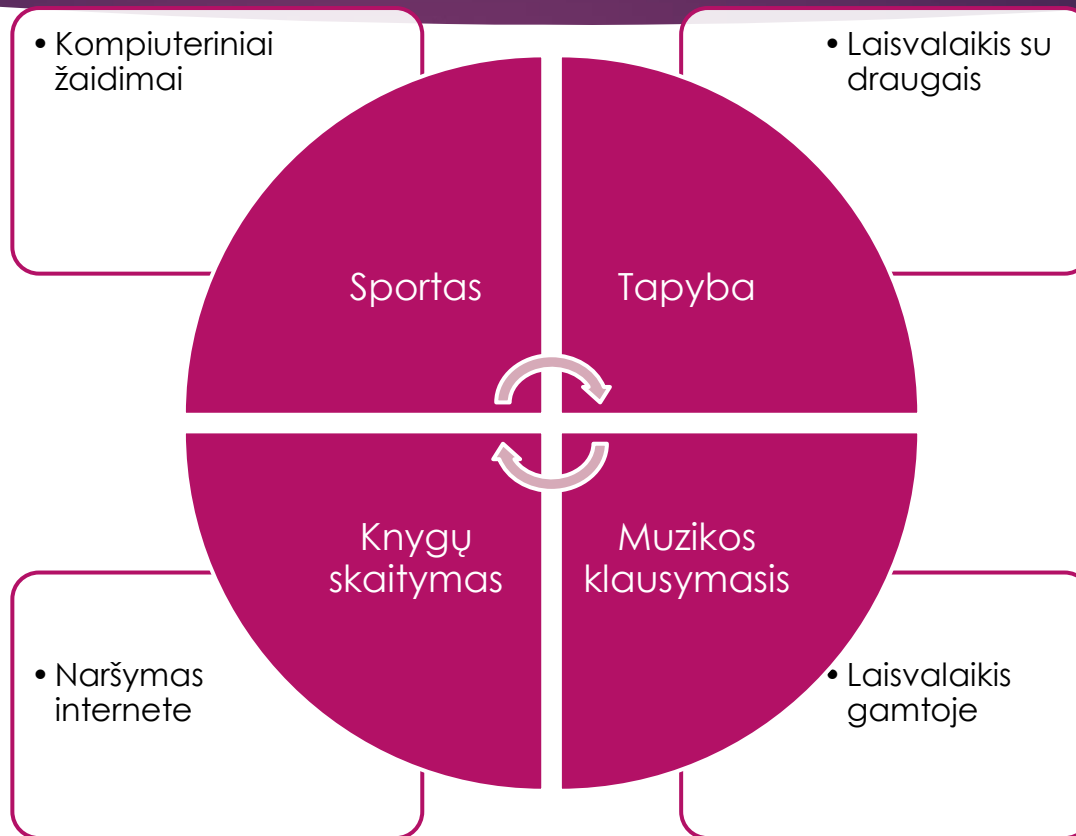 • Kompiuteriniai
žaidimai
• Laisvalaikis su
draugais
Sportas
Tapyba
Knygų
skaitymas
Muzikos
klausymasis
• Naršymas
internete
• Laisvalaikis
gamtoje